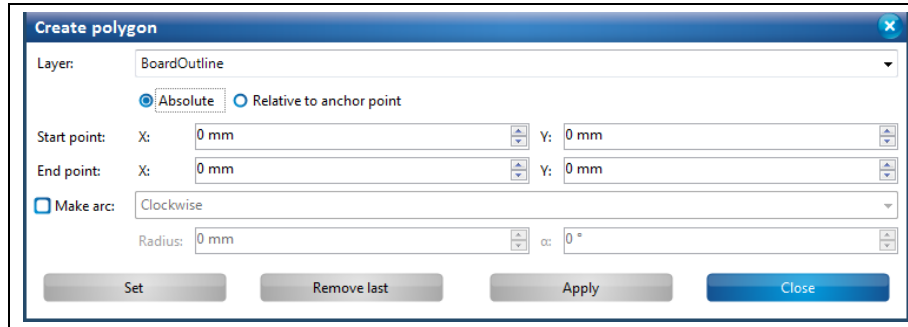 Create polygon
Layer: BoardOutline
Absolute Relative to anchor point
Start point: X: 0 mm Y: 0 mm
End point: X: 0 mm Y: 0 mm
Make arc: Clockwise
Radius: 0 mm α: 0 °
Set Remove last Apply Close